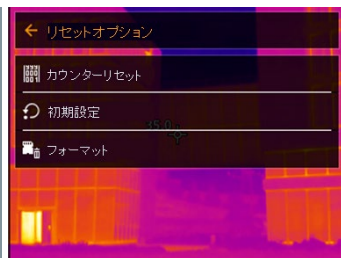 リセットオプション
カウンターリセット
初期設定
35.0
フォーマット